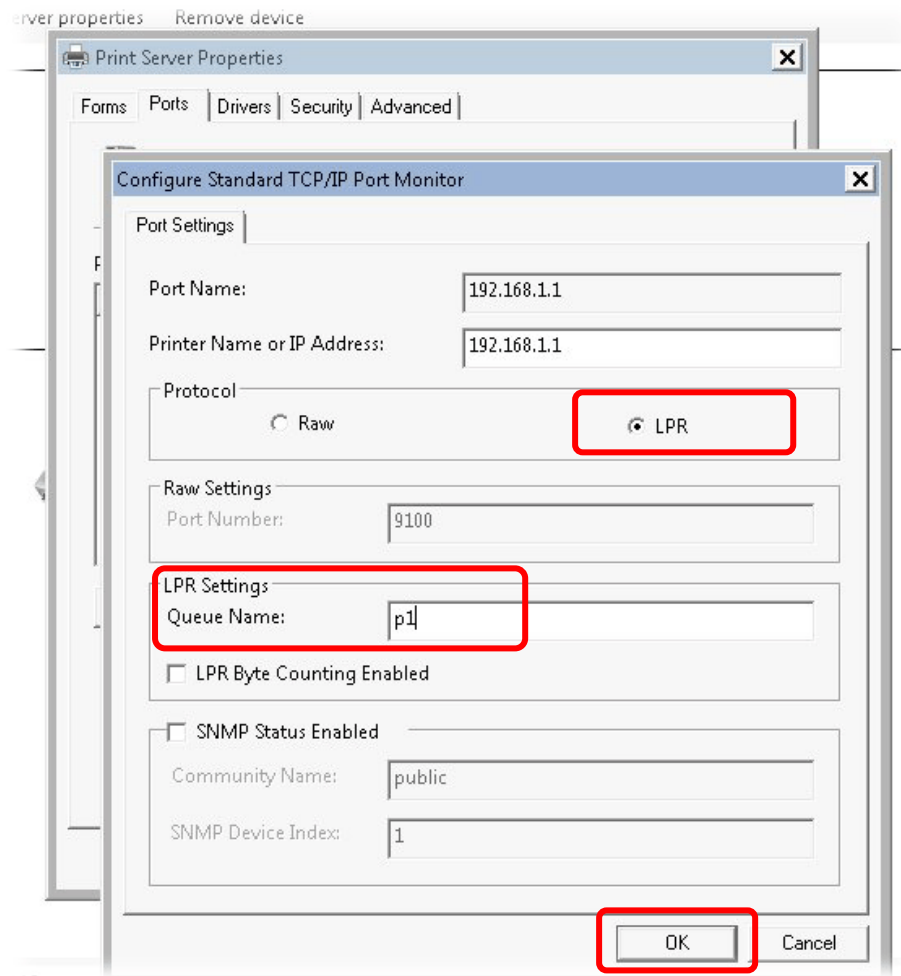 erver properties Remove device
Print Server Properties
Forms Ports Drivers Security Advanced
Configure Standard TCP/IP Port Monitor
Port Settings
Port Name: 192.168.1.1
Printer Name or IP Address: 192.168.1.1
Protocol
Raw LPR
Raw Settings
Port Number: 9100
LPR Settings
Queue Name: p1
LPR Byte Counting Enabled
SNMP Status Enabled
Community Name: public
SNMP Device Index: 1
OK Cancel